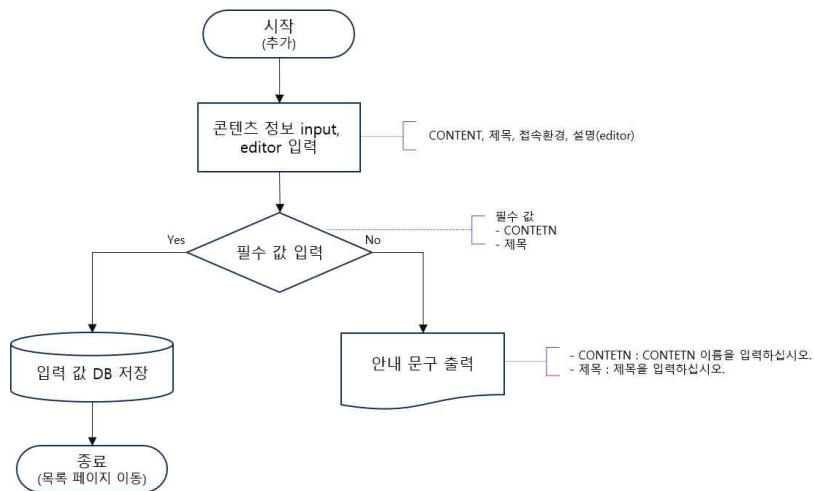 시작
(추가)
콘텐츠 정보 input,
editor 입력
CONTENT, 제목, 접속환경, 설명(editor)
필수 값
- CONTETN
- 제목
Yes
필수 값 입력
No
입력 값 DB 저장
안내 문구 출력
- CONTETN : CONTETN 이름을 입력하십시오.
- 제목 : 제목을 입력하십시오.
종료
(목록 페이지 이동)